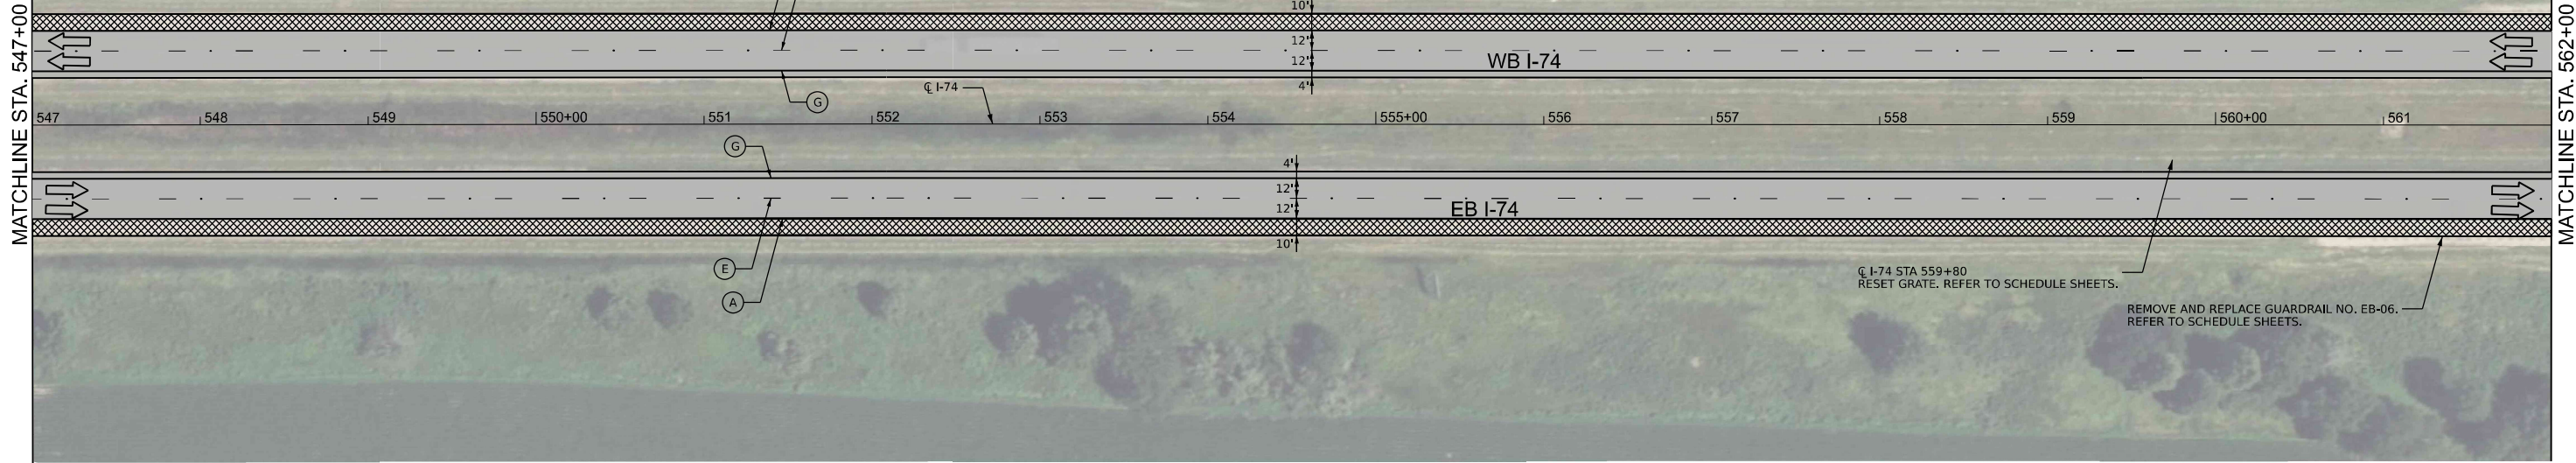 MATCHLINE STA. 547+00
MATCHLINE STA. 562+00
10'
12'
12'
4'
WB I-74
G
℄ I-74
547 548 549 550+00 551 552 553 554 555+00 556 557 558 559 560+00 561
G
4'
12'
12'
10'
EB I-74
E
A
℄ I-74 STA 559+80
RESET GRATE. REFER TO SCHEDULE SHEETS.
REMOVE AND REPLACE GUARDRAIL NO. EB-06.
REFER TO SCHEDULE SHEETS.